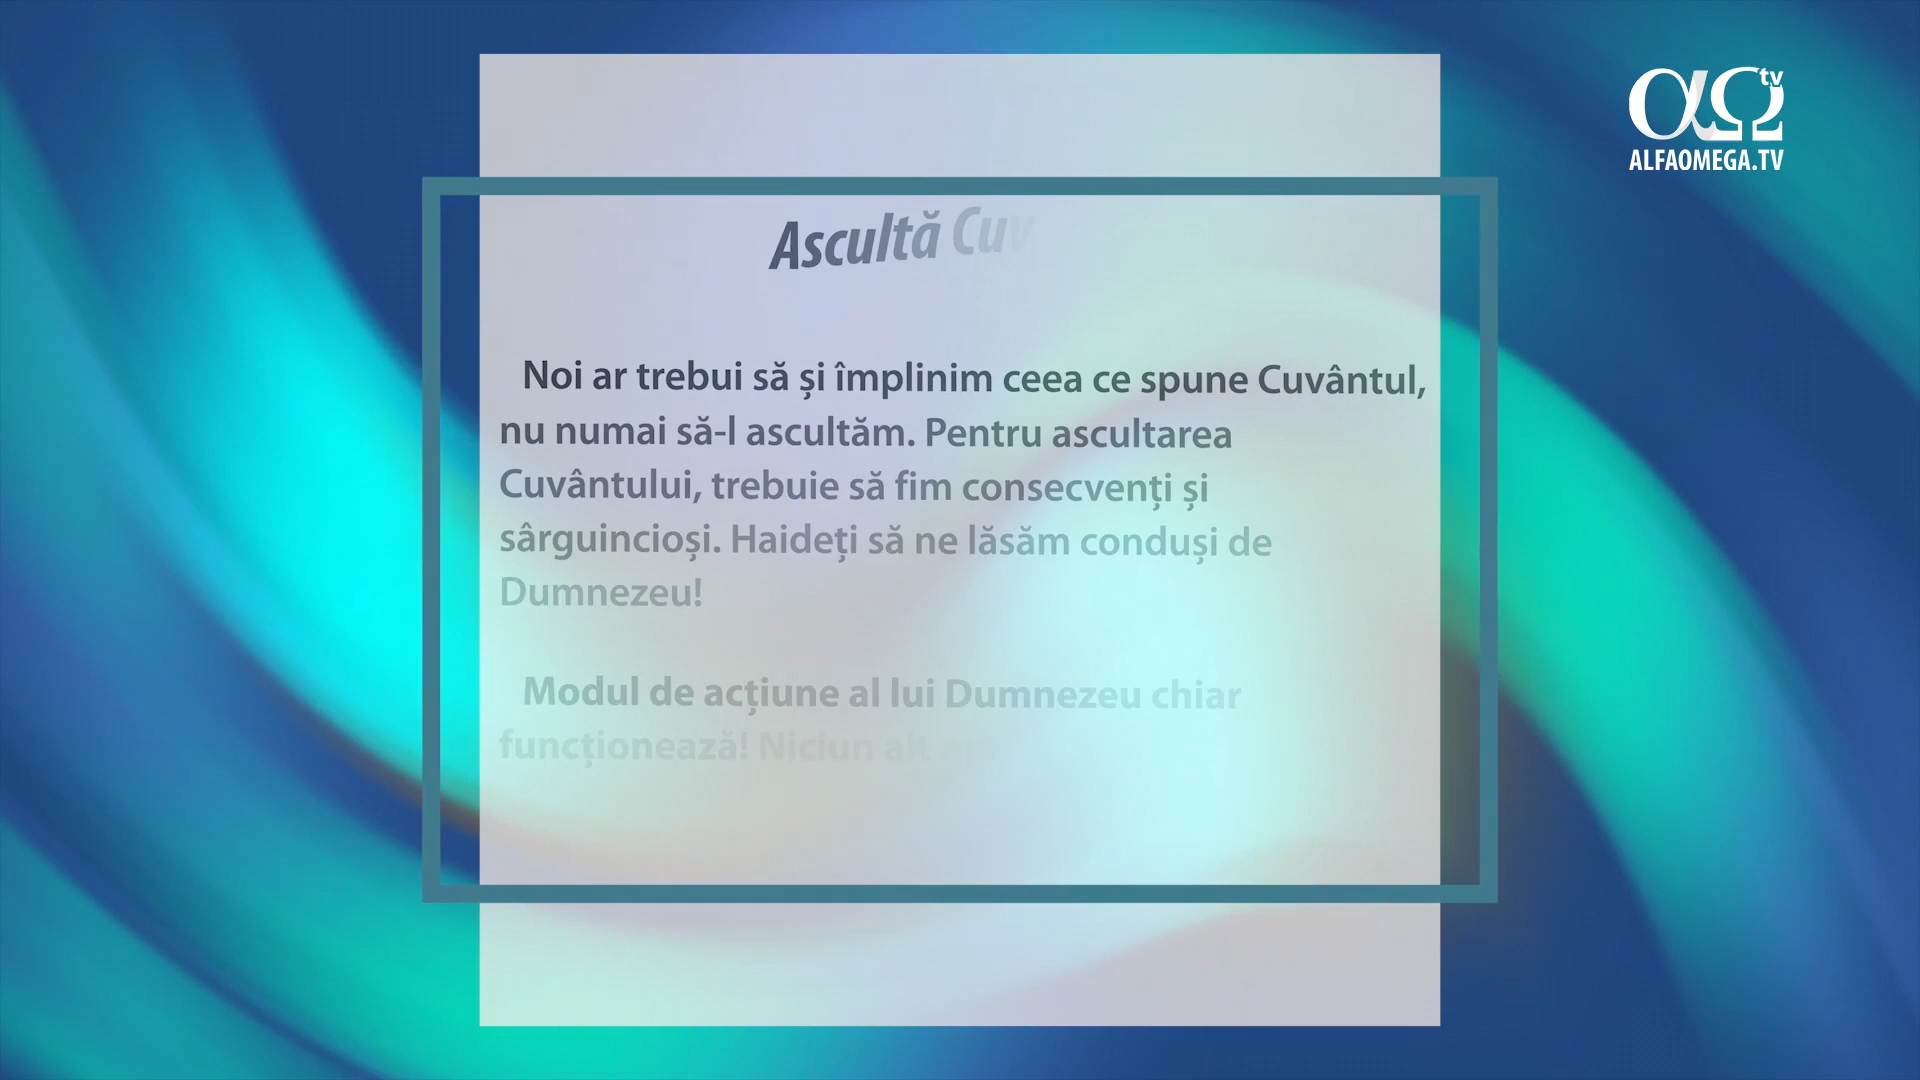 tv
ALFAOMEGA.TV
Ascultă
Noi ar trebui să și împlinim ceea ce spune Cuvântul,
nu numai să-l ascultăm. Pentru ascultarea
Cuvântului, trebuie să fim consecvenți și
sârguincioși. Haideți să ne lăsăm conduși de
Dumnezeu!
Modul de acțiune al lui Dumnezeu chiar
funcționează! Niciun alt